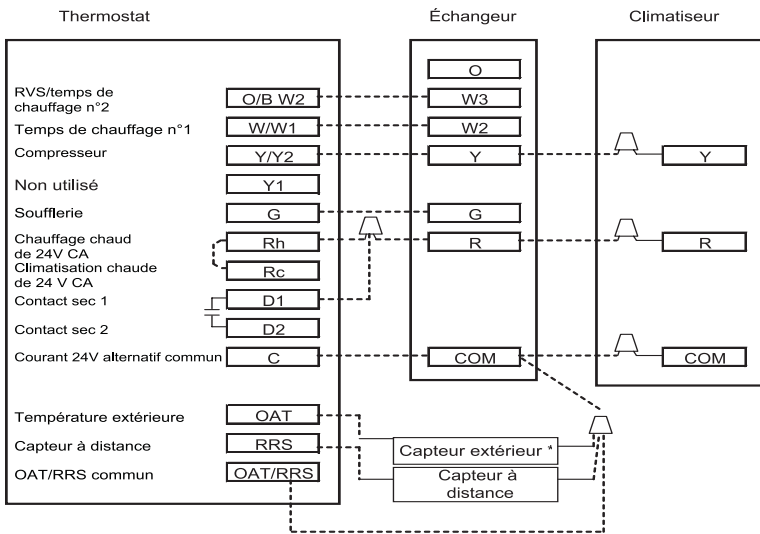 Thermostat
Échangeur
Climatiseur
O
RVS/temps de
chauffage n°2
O/B W2
W3
Temps de chauffage n°1
W/W1
W2
Compresseur
Y/Y2
Y
Y
Non utilisé
Y1
Soufflerie
G
G
Chauffage chaud
de 24V CA
Rh
R
R
Climatisation chaude
de 24 V CA
Rc
Contact sec 1
D1
Contact sec 2
D2
Courant 24V alternatif commun
C
COM
COM
Température extérieure
OAT
Capteur à distance
RRS
Capteur extérieur *
OAT/RRS commun
OAT/RRS
Capteur à
distance